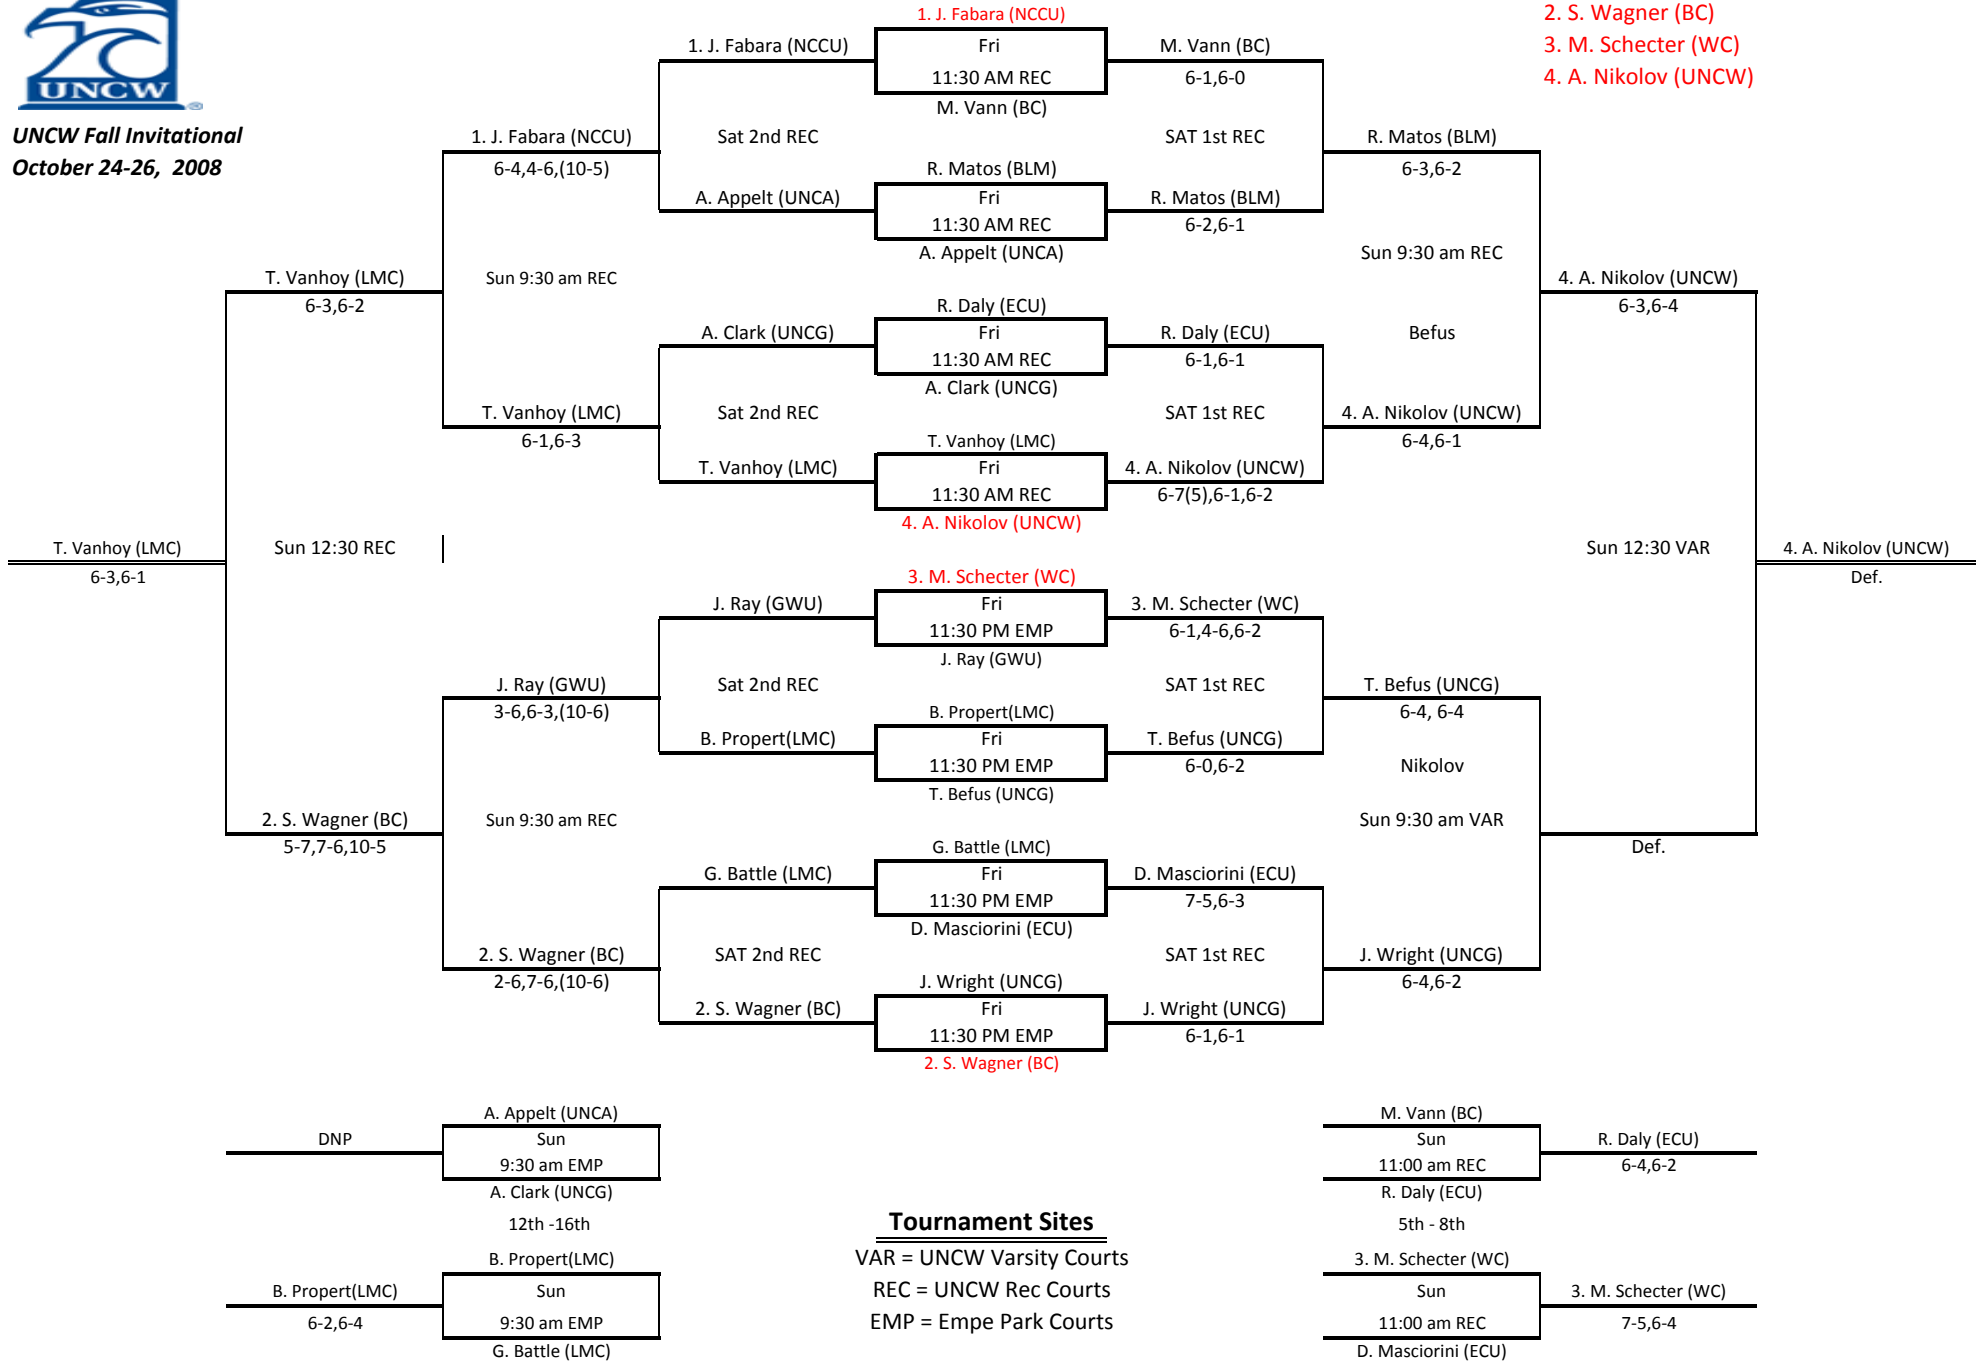 1. J. Fabara (NCCU)
2. S. Wagner (BC)
1. J. Fabara (NCCU)
Fri
M. Vann (BC)
3. M. Schecter (WC)
11:30 AM REC
6-1,6-0
4. A. Nikolov (UNCW)
UNCW
®
M. Vann (BC)
UNCW Fall Invitational
1. J. Fabara (NCCU)
Sat 2nd REC
SAT 1st REC
R. Matos (BLM)
October 24-26, 2008
6-4,4-6,(10-5)
R. Matos (BLM)
6-3,6-2
A. Appelt (UNCA)
Fri
R. Matos (BLM)
11:30 AM REC
6-2,6-1
A. Appelt (UNCA)
Sun 9:30 am REC
T. Vanhoy (LMC)
Sun 9:30 am REC
4. A. Nikolov (UNCW)
6-3,6-2
R. Daly (ECU)
6-3,6-4
A. Clark (UNCG)
Fri
R. Daly (ECU)
Befus
11:30 AM REC
6-1,6-1
A. Clark (UNCG)
T. Vanhoy (LMC)
Sat 2nd REC
SAT 1st REC
4. A. Nikolov (UNCW)
6-1,6-3
T. Vanhoy (LMC)
6-4,6-1
T. Vanhoy (LMC)
Fri
4. A. Nikolov (UNCW)
11:30 AM REC
6-7(5),6-1,6-2
4. A. Nikolov (UNCW)
T. Vanhoy (LMC)
Sun 12:30 REC
Sun 12:30 VAR
4. A. Nikolov (UNCW)
6-3,6-1
3. M. Schecter (WC)
Def.
J. Ray (GWU)
Fri
3. M. Schecter (WC)
11:30 PM EMP
6-1,4-6,6-2
J. Ray (GWU)
J. Ray (GWU)
Sat 2nd REC
SAT 1st REC
T. Befus (UNCG)
3-6,6-3,(10-6)
B. Propert(LMC)
6-4, 6-4
B. Propert(LMC)
Fri
T. Befus (UNCG)
11:30 PM EMP
6-0,6-2
Nikolov
T. Befus (UNCG)
2. S. Wagner (BC)
Sun 9:30 am REC
Sun 9:30 am VAR
5-7,7-6,10-5
G. Battle (LMC)
Def.
G. Battle (LMC)
Fri
D. Masciorini (ECU)
11:30 PM EMP
7-5,6-3
D. Masciorini (ECU)
2. S. Wagner (BC)
SAT 2nd REC
SAT 1st REC
J. Wright (UNCG)
2-6,7-6,(10-6)
J. Wright (UNCG)
6-4,6-2
2. S. Wagner (BC)
Fri
J. Wright (UNCG)
11:30 PM EMP
6-1,6-1
2. S. Wagner (BC)
A. Appelt (UNCA)
M. Vann (BC)
DNP
Sun
Sun
R. Daly (ECU)
9:30 am EMP
11:00 am REC
6-4,6-2
A. Clark (UNCG)
R. Daly (ECU)
12th -16th
Tournament Sites
5th - 8th
VAR = UNCW Varsity Courts
B. Propert(LMC)
3. M. Schecter (WC)
B. Propert(LMC)
Sun
REC = UNCW Rec Courts
Sun
3. M. Schecter (WC)
6-2,6-4
9:30 am EMP
EMP = Empe Park Courts
11:00 am REC
7-5,6-4
G. Battle (LMC)
D. Masciorini (ECU)